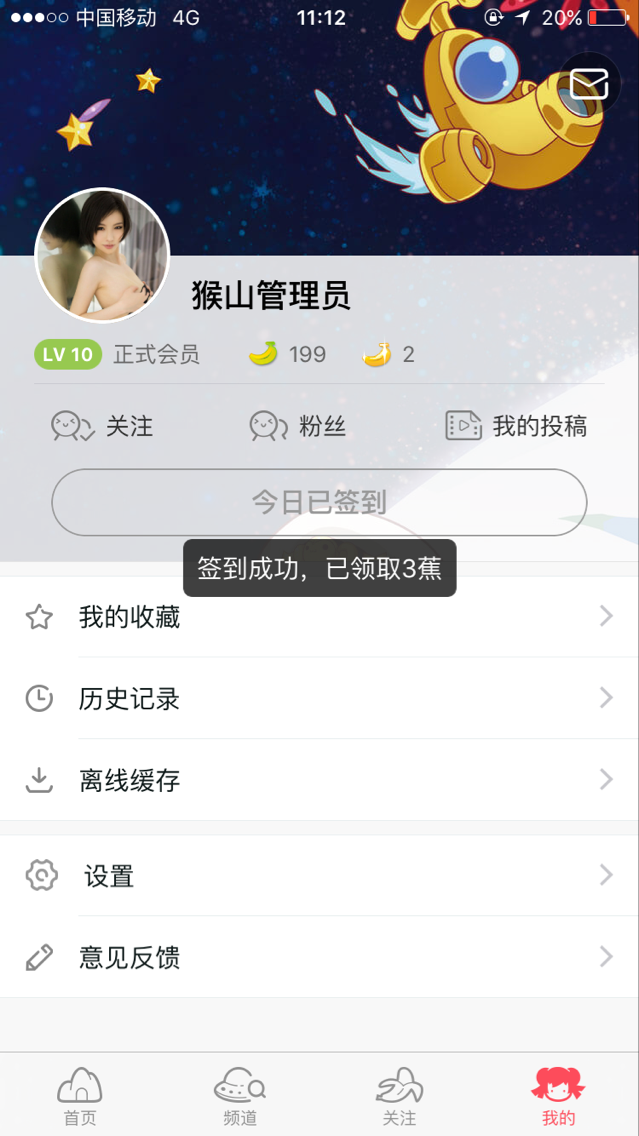 中国移动 4G 11:12 20%
猴山管理员
LV 10 正式会员 199 2
关注 粉丝 我的投稿
今日已签到
签到成功，已领取3蕉
我的收藏
历史记录
离线缓存
设置
意见反馈
首页 频道 关注 我的